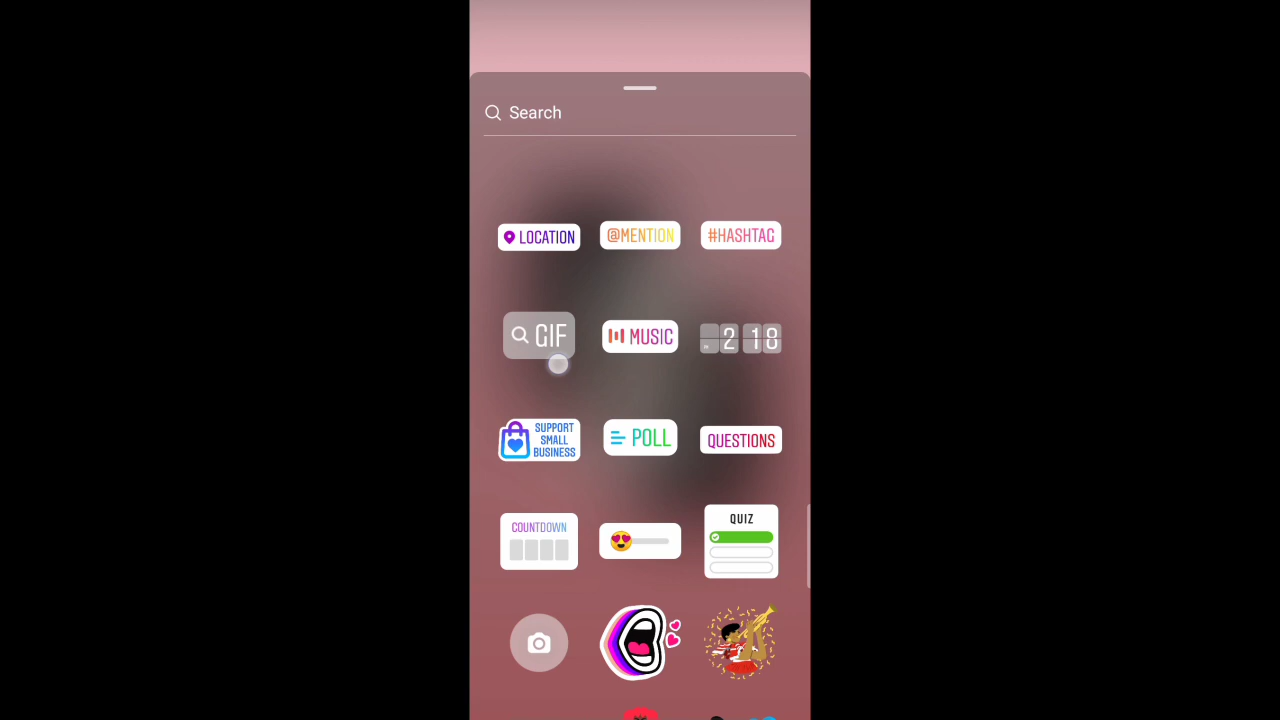 Search
LOCATION
@MENTION
#HASHTAG
GIF
MUSIC
2 18
SUPPORT
SMALL
BUSINESS
POLL
QUESTIONS
COUNTDOWN
QUIZ